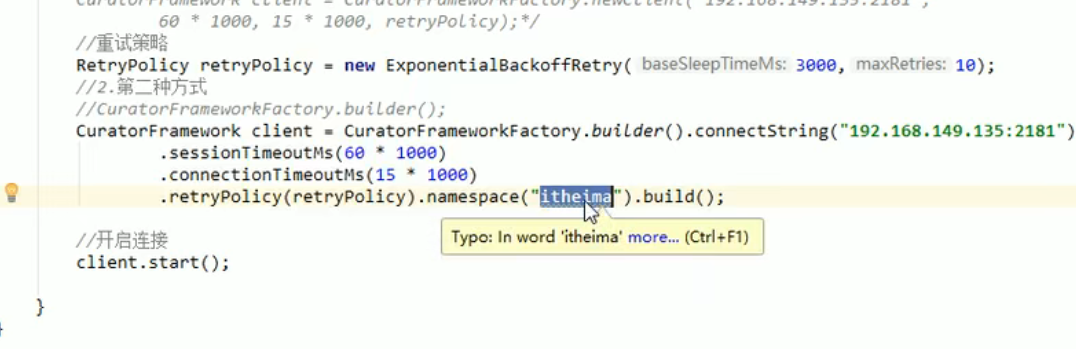 CuratorFramework client = CuratorFrameworkFactory.newClient("192.168.149.135:2181",
60 * 1000, 15 * 1000, retryPolicy);*/
//重试策略
RetryPolicy retryPolicy = new ExponentialBackoffRetry( baseSleepTimeMs: 3000, maxRetries: 10);
//2.第二种方式
//CuratorFrameworkFactory.builder();
CuratorFramework client = CuratorFrameworkFactory.builder().connectString("192.168.149.135:2181")
.sessionTimeoutMs(60 * 1000)
.connectionTimeoutMs(15 * 1000)
.retryPolicy(retryPolicy).namespace("itheima").build();
Typo: In word 'itheima' more... (Ctrl+F1)
//开启连接
client.start();
}
}